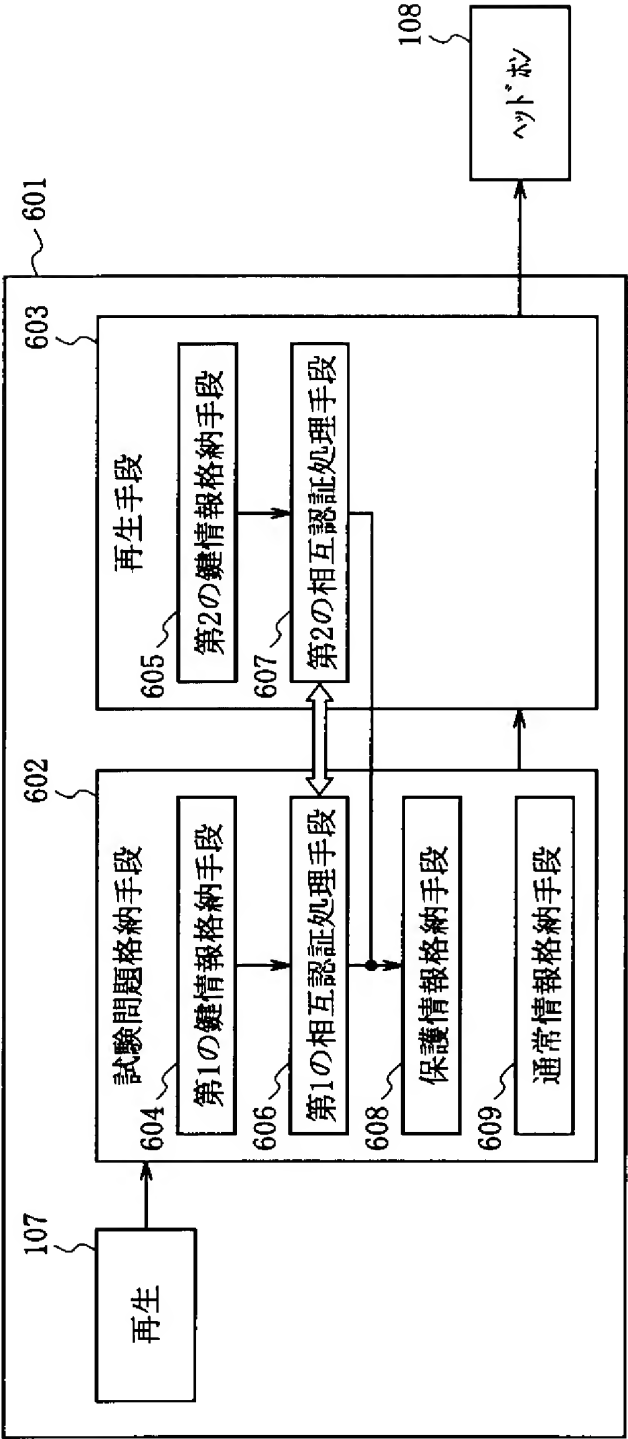 601
107
再生
602
試験問題格納手段
604
第1の鍵情報格納手段
606
第1の相互認証処理手段
608
保護情報格納手段
609
通常情報格納手段
603
再生手段
605
第2の鍵情報格納手段
607
第2の相互認証処理手段
108
ヘッドホン